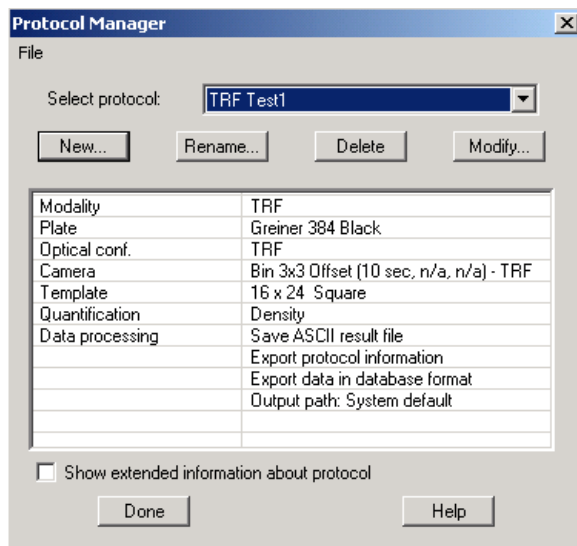 Protocol Manager
File
Select protocol: TRF Test1
New... Rename... Delete Modify...
Modality TRF
Plate Greiner 384 Black
Optical conf. TRF
Camera Bin 3x3 Offset (10 sec, n/a, n/a) - TRF
Template 16 x 24 Square
Quantification Density
Data processing Save ASCII result file
Export protocol information
Export data in database format
Output path: System default
Show extended information about protocol
Done Help